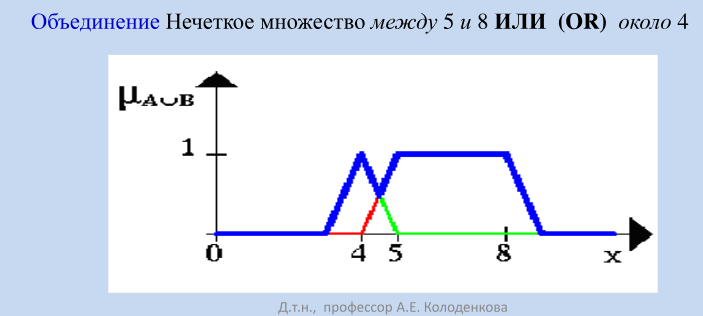 Объединение Нечеткое множество между 5 и 8 ИЛИ (OR) около 4
μA∪B
1
0 4 5 8 x
Д.т.н., профессор А.Е. Колоденкова